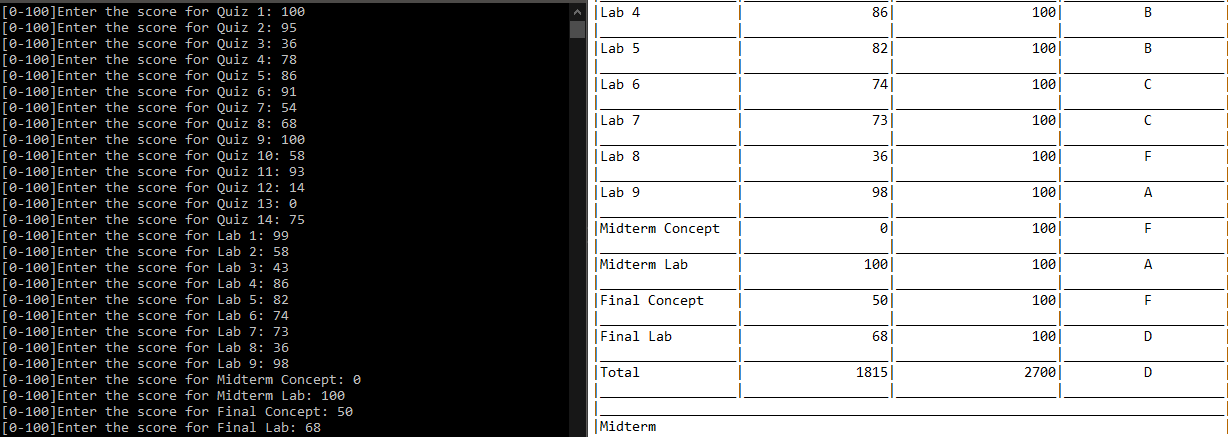 [0-100]Enter the score for Quiz 1: 100
[0-100]Enter the score for Quiz 2: 95
[0-100]Enter the score for Quiz 3: 36
[0-100]Enter the score for Quiz 4: 78
[0-100]Enter the score for Quiz 5: 86
[0-100]Enter the score for Quiz 6: 91
[0-100]Enter the score for Quiz 7: 54
[0-100]Enter the score for Quiz 8: 68
[0-100]Enter the score for Quiz 9: 100
[0-100]Enter the score for Quiz 10: 58
[0-100]Enter the score for Quiz 11: 93
[0-100]Enter the score for Quiz 12: 14
[0-100]Enter the score for Quiz 13: 0
[0-100]Enter the score for Quiz 14: 75
[0-100]Enter the score for Lab 1: 99
[0-100]Enter the score for Lab 2: 58
[0-100]Enter the score for Lab 3: 43
[0-100]Enter the score for Lab 4: 86
[0-100]Enter the score for Lab 5: 82
[0-100]Enter the score for Lab 6: 74
[0-100]Enter the score for Lab 7: 73
[0-100]Enter the score for Lab 8: 36
[0-100]Enter the score for Lab 9: 98
[0-100]Enter the score for Midterm Concept: 0
[0-100]Enter the score for Midterm Lab: 100
[0-100]Enter the score for Final Concept: 50
[0-100]Enter the score for Final Lab: 68
Lab 4 86 100 B
Lab 5 82 100 B
Lab 6 74 100 C
Lab 7 73 100 C
Lab 8 36 100 F
Lab 9 98 100 A
Midterm Concept 0 100 F
Midterm Lab 100 100 A
Final Concept 50 100 F
Final Lab 68 100 D
Total 1815 2700 D
Midterm